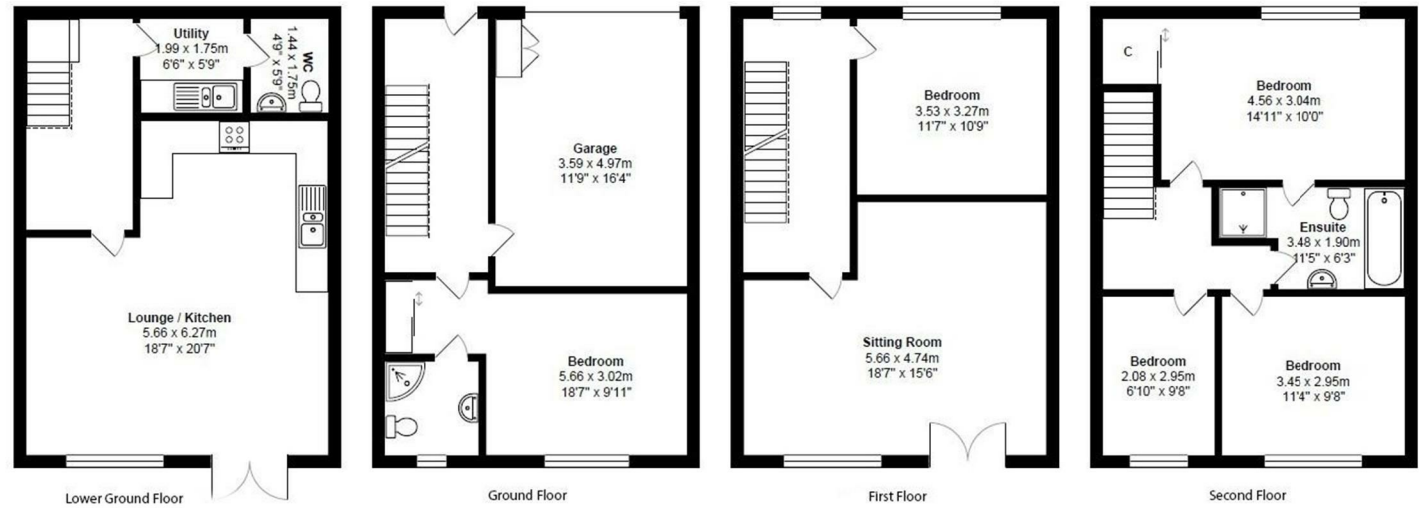 Utility
1.99 x 1.75m
6'6" x 5'9"
WC
1.44 x 1.75m
4'9" x 5'9"
Lounge / Kitchen
5.66 x 6.27m
18'7" x 20'7"
Lower Ground Floor
Garage
3.59 x 4.97m
11'9" x 16'4"
Bedroom
5.66 x 3.02m
18'7" x 9'11"
Ground Floor
Bedroom
3.53 x 3.27m
11'7" x 10'9"
Sitting Room
5.66 x 4.74m
18'7" x 15'6"
First Floor
C
Bedroom
4.56 x 3.04m
14'11" x 10'0"
Ensuite
3.48 x 1.90m
11'5" x 6'3"
Bedroom
2.08 x 2.95m
6'10" x 9'8"
Bedroom
3.45 x 2.95m
11'4" x 9'8"
Second Floor